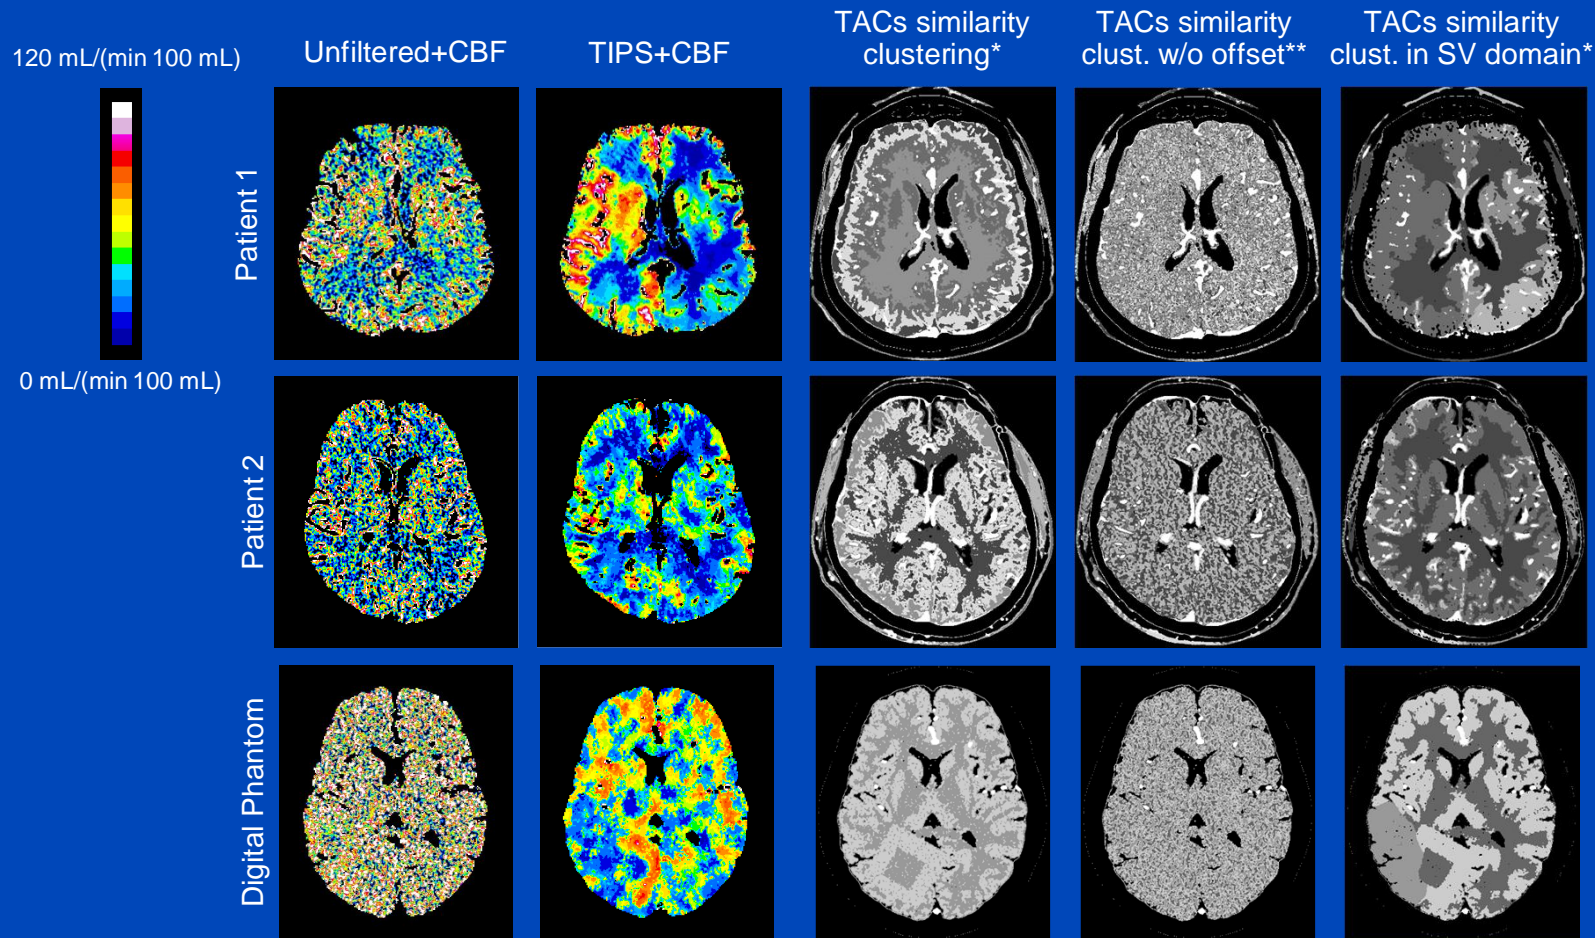 120 mL/(min 100 mL)
Unfiltered+CBF
TIPS+CBF
TACs similarity
clustering*
TACs similarity
clust. w/o offset**
TACs similarity
clust. in SV domain*
Patient 1
0 mL/(min 100 mL)
Patient 2
Digital Phantom